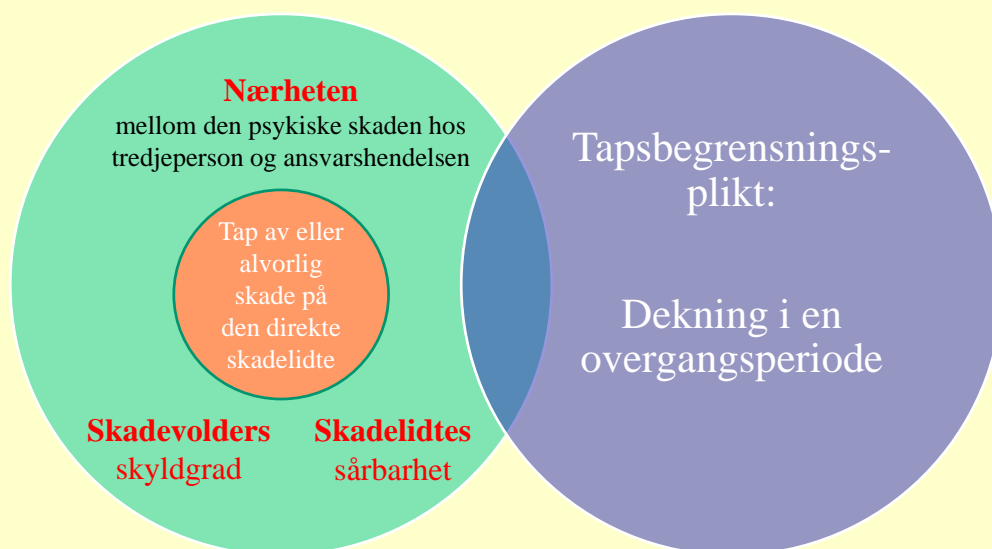 Nærheten
mellom den psykiske skaden hos
tredjeperson og ansvarshendelsen
Tap av eller
alvorlig
skade på
den direkte
skadelidte
Skadevolders
skyldgrad
Skadelidtes
sårbarhet
Tapsbegrensnings-
plikt:
Dekning i en
overgangsperiode